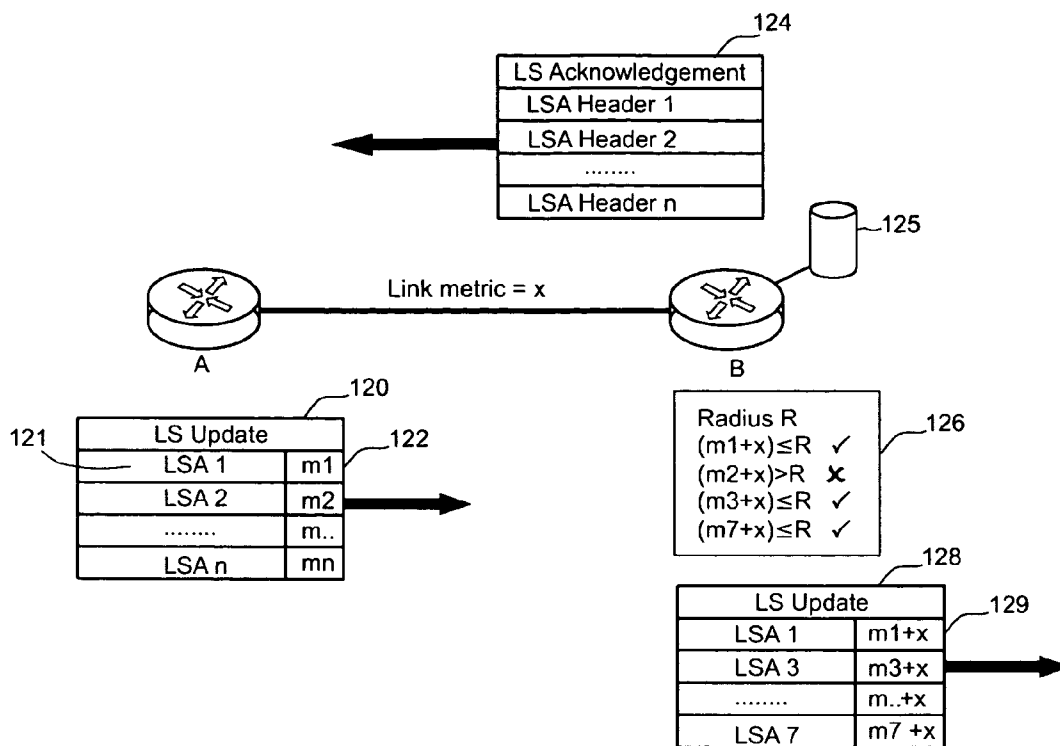 124
LS Acknowledgement
LSA Header 1
LSA Header 2
........
LSA Header n
125
Link metric = x
A
B
120
LS Update
121
122
LSA 1 m1
LSA 2 m2
........ m..
LSA n mn
126
Radius R
(m1+x)≤R ✓
(m2+x)>R ✗
(m3+x)≤R ✓
(m7+x)≤R ✓
128
LS Update
129
LSA 1 m1+x
LSA 3 m3+x
........ m..+x
LSA 7 m7 +x